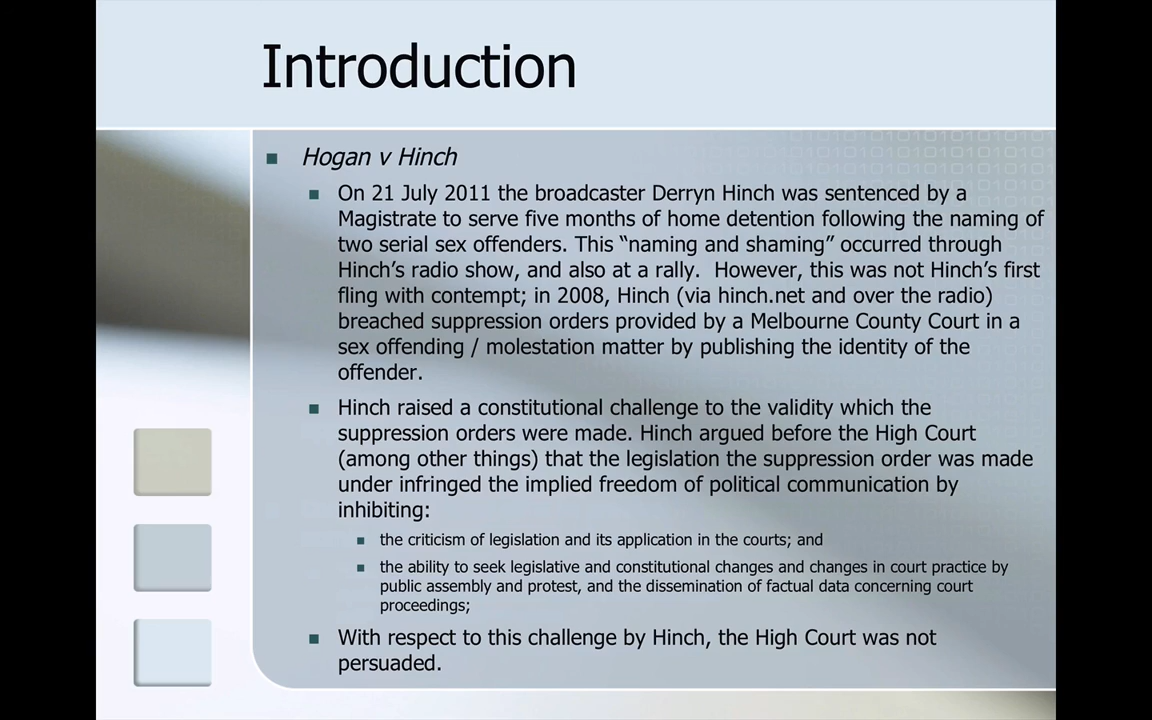 Introduction
Hogan v Hinch
On 21 July 2011 the broadcaster Derryn Hinch was sentenced by a
Magistrate to serve five months of home detention following the naming of
two serial sex offenders. This “naming and shaming” occurred through
Hinch’s radio show, and also at a rally.  However, this was not Hinch’s first
fling with contempt; in 2008, Hinch (via hinch.net and over the radio)
breached suppression orders provided by a Melbourne County Court in a
sex offending / molestation matter by publishing the identity of the
offender.
Hinch raised a constitutional challenge to the validity which the
suppression orders were made. Hinch argued before the High Court
(among other things) that the legislation the suppression order was made
under infringed the implied freedom of political communication by
inhibiting:
the criticism of legislation and its application in the courts; and
the ability to seek legislative and constitutional changes and changes in court practice by
public assembly and protest, and the dissemination of factual data concerning court
proceedings;
With respect to this challenge by Hinch, the High Court was not
persuaded.